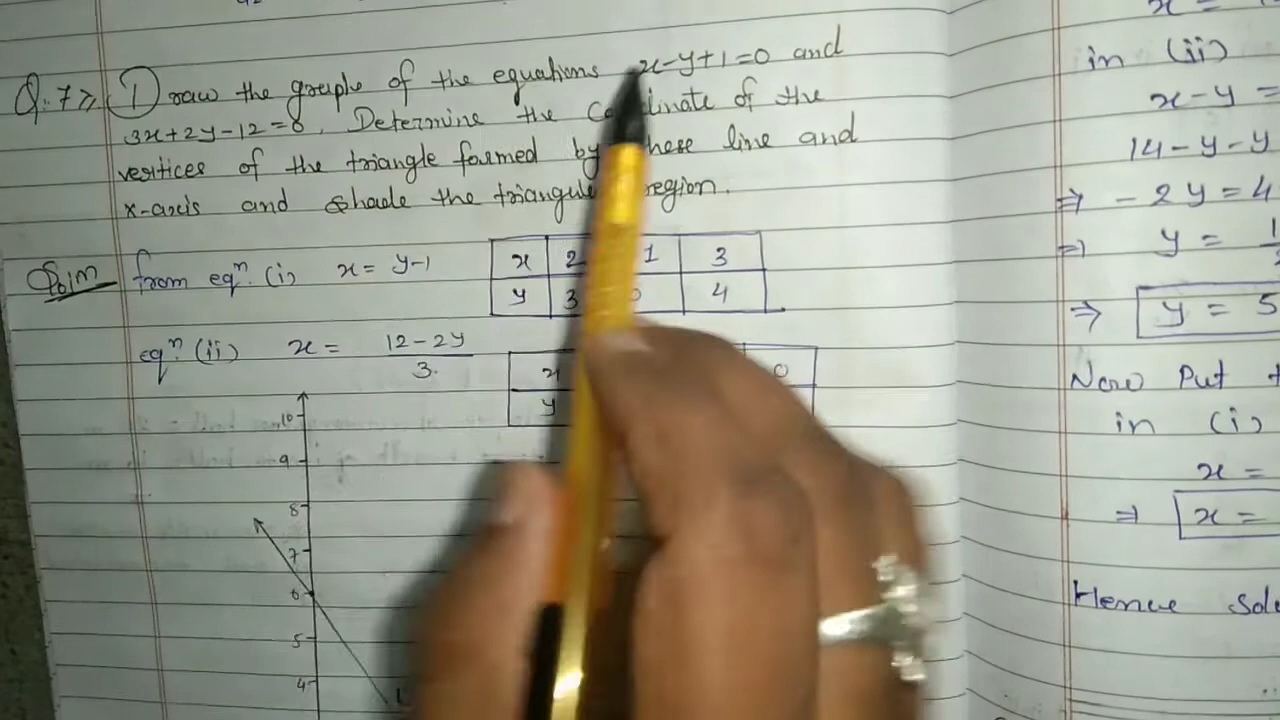 Q.7⇒ Draw the graph of the equations x-y+1=0 and
3x+2y-12=0, Determine the of the
vertices of the triangle formed by these line and
x-axis and shade the region.
Soln from eqn. (i) x = y-1
x 2 1 3
y 3 0 4
eqn. (ii) x = 12-2y / 3.
x 0
y
10
9
8
7
6
5
4
x =
in (ii)
x-y =
14-y-y
⇒ -2y = 4
⇒ y = 1
⇒ y = 5
Now Put
in (i)
x =
⇒ x =
Hence